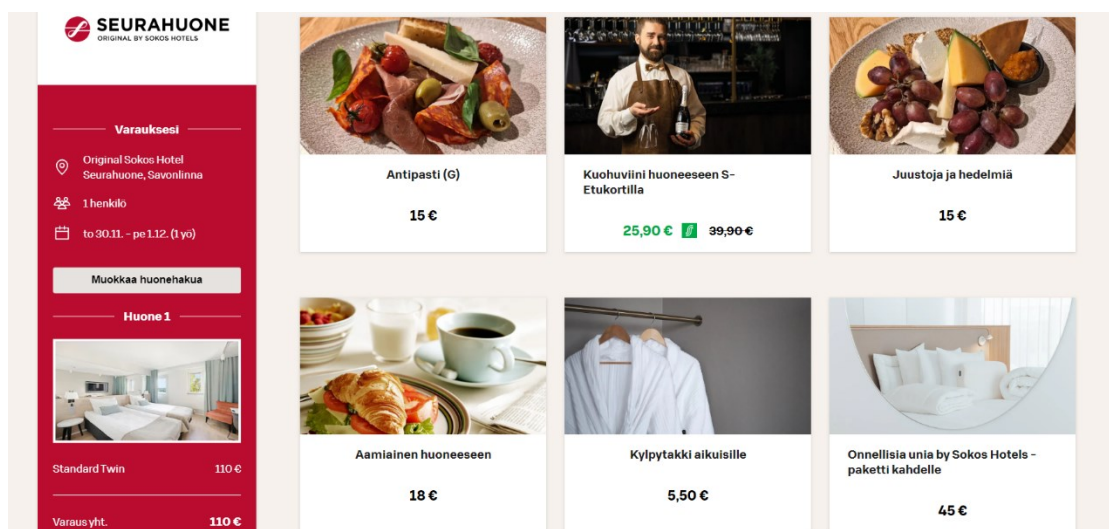 SEURAHUONE
ORIGINAL BY SOKOS HOTELS
Varauksesi
Original Sokos Hotel
Seurahuone, Savonlinna
1 henkilö
to 30.11. - pe 1.12. (1 yö)
Muokkaa huonehakua
Huone 1
Standard Twin 110 €
Varaus yht. 110 €
Antipasti (G)
15 €
Kuohuviini huoneeseen S-
Etukortilla
25,90 € 39,90 €
Juustoja ja hedelmiä
15 €
Aamiainen huoneeseen
18 €
Kylpytakki aikuisille
5,50 €
Onnellisia unia by Sokos Hotels -
paketti kahdelle
45 €